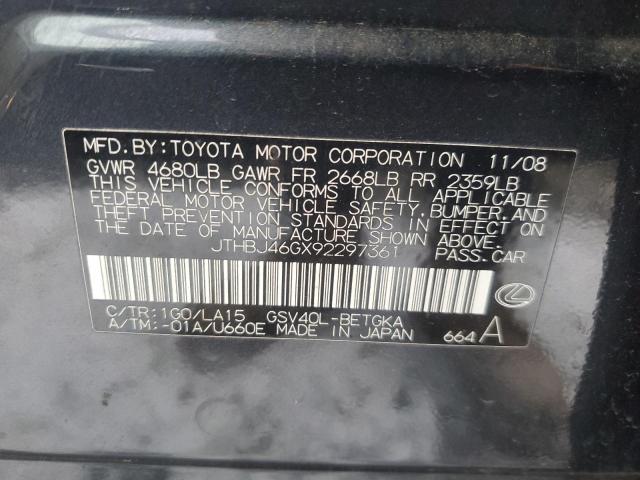 MFD.BY:TOYOTA MOTOR CORPORATION 11/08
GVWR 4680LB GAWR FR 2668LB RR 2359LB
THIS VEHICLE CONFORMS TO ALL APPLICABLE
FEDERAL MOTOR VEHICLE SAFETY,BUMPER,AND
THEFT PREVENTION STANDARDS IN EFFECT ON
THE DATE OF MANUFACTURE SHOWN ABOVE.
JTHBJ46GX92297361 PASS.CAR
C/TR:1G0/LA15 GSV40L-BETGKA
A/TM:-01A/U660E MADE IN JAPAN 664 A